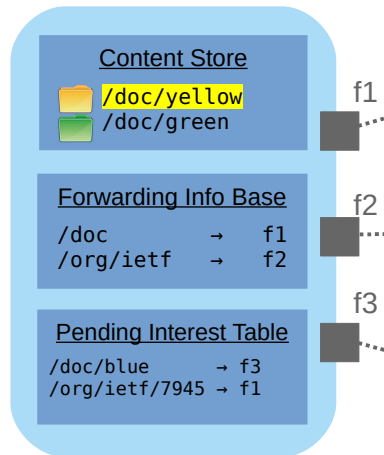 Content Store
/doc/yellow
/doc/green
f1
Forwarding Info Base
/doc → f1
/org/ietf → f2
f2
Pending Interest Table
/doc/blue → f3
/org/ietf/7945 → f1
f3